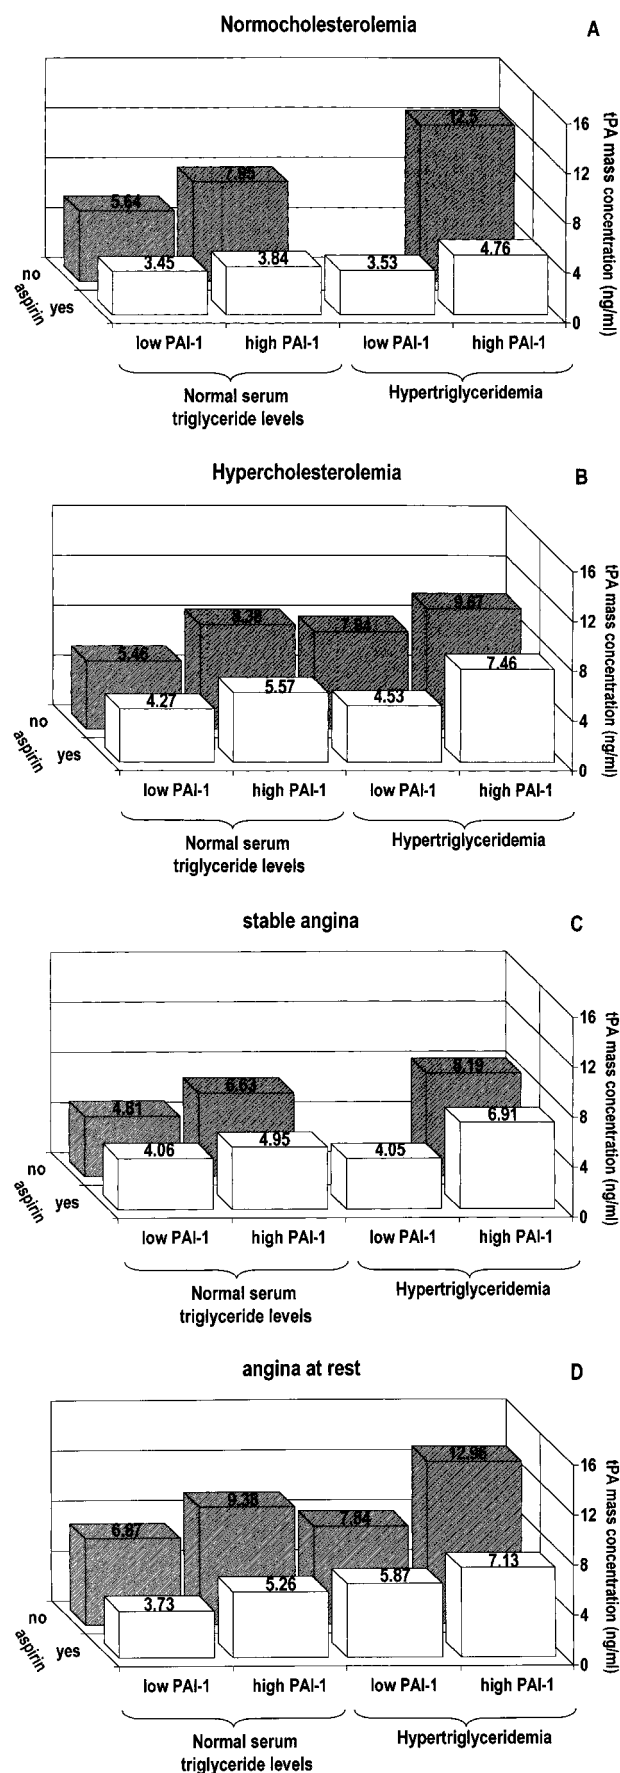 Normocholesterolemia
A
12.5
7.95
5.64
4.76
3.84
3.53
3.45
16
12
8
4
0
tPA mass concentration (ng/ml)
no
yes
aspirin
low PAI-1 high PAI-1 low PAI-1 high PAI-1
Normal serum
triglyceride levels
Hypertriglyceridemia
Hypercholesterolemia
B
9.67
8.38
7.84
5.46
7.46
5.57
4.53
4.27
16
12
8
4
0
tPA mass concentration (ng/ml)
no
yes
aspirin
low PAI-1 high PAI-1 low PAI-1 high PAI-1
Normal serum
triglyceride levels
Hypertriglyceridemia
stable angina
C
8.19
6.63
4.81
6.91
4.95
4.06
4.05
16
12
8
4
0
tPA mass concentration (ng/ml)
no
yes
aspirin
low PAI-1 high PAI-1 low PAI-1 high PAI-1
Normal serum
triglyceride levels
Hypertriglyceridemia
angina at rest
D
12.96
9.38
7.84
6.87
7.13
5.87
5.26
3.73
16
12
8
4
0
tPA mass concentration (ng/ml)
no
yes
aspirin
low PAI-1 high PAI-1 low PAI-1 high PAI-1
Normal serum
triglyceride levels
Hypertriglyceridemia